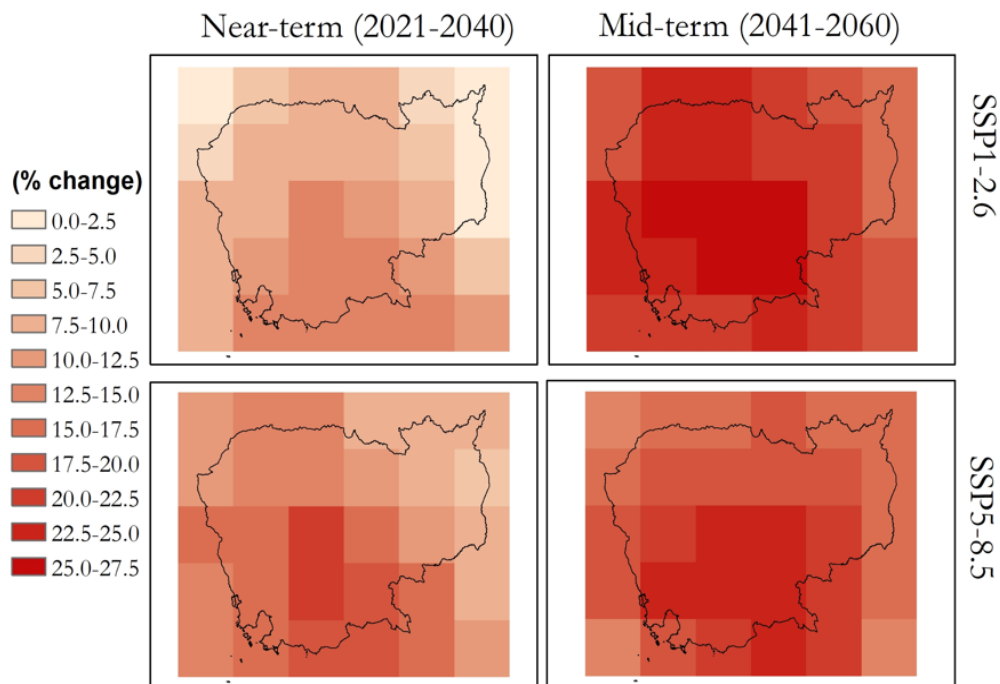 Near-term (2021-2040)
Mid-term (2041-2060)
SSP1-2.6
(% change)
0.0-2.5
2.5-5.0
5.0-7.5
7.5-10.0
10.0-12.5
12.5-15.0
15.0-17.5
17.5-20.0
20.0-22.5
22.5-25.0
25.0-27.5
SSP5-8.5